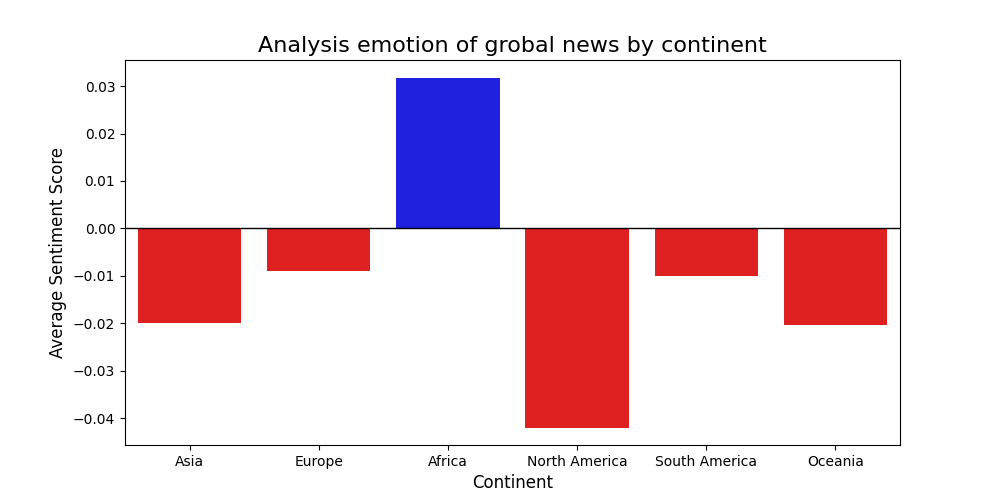 Analysis emotion of grobal news by continent
Average Sentiment Score
0.03
0.02
0.01
0.00
−0.01
−0.02
−0.03
−0.04
Asia Europe Africa North America South America Oceania
Continent